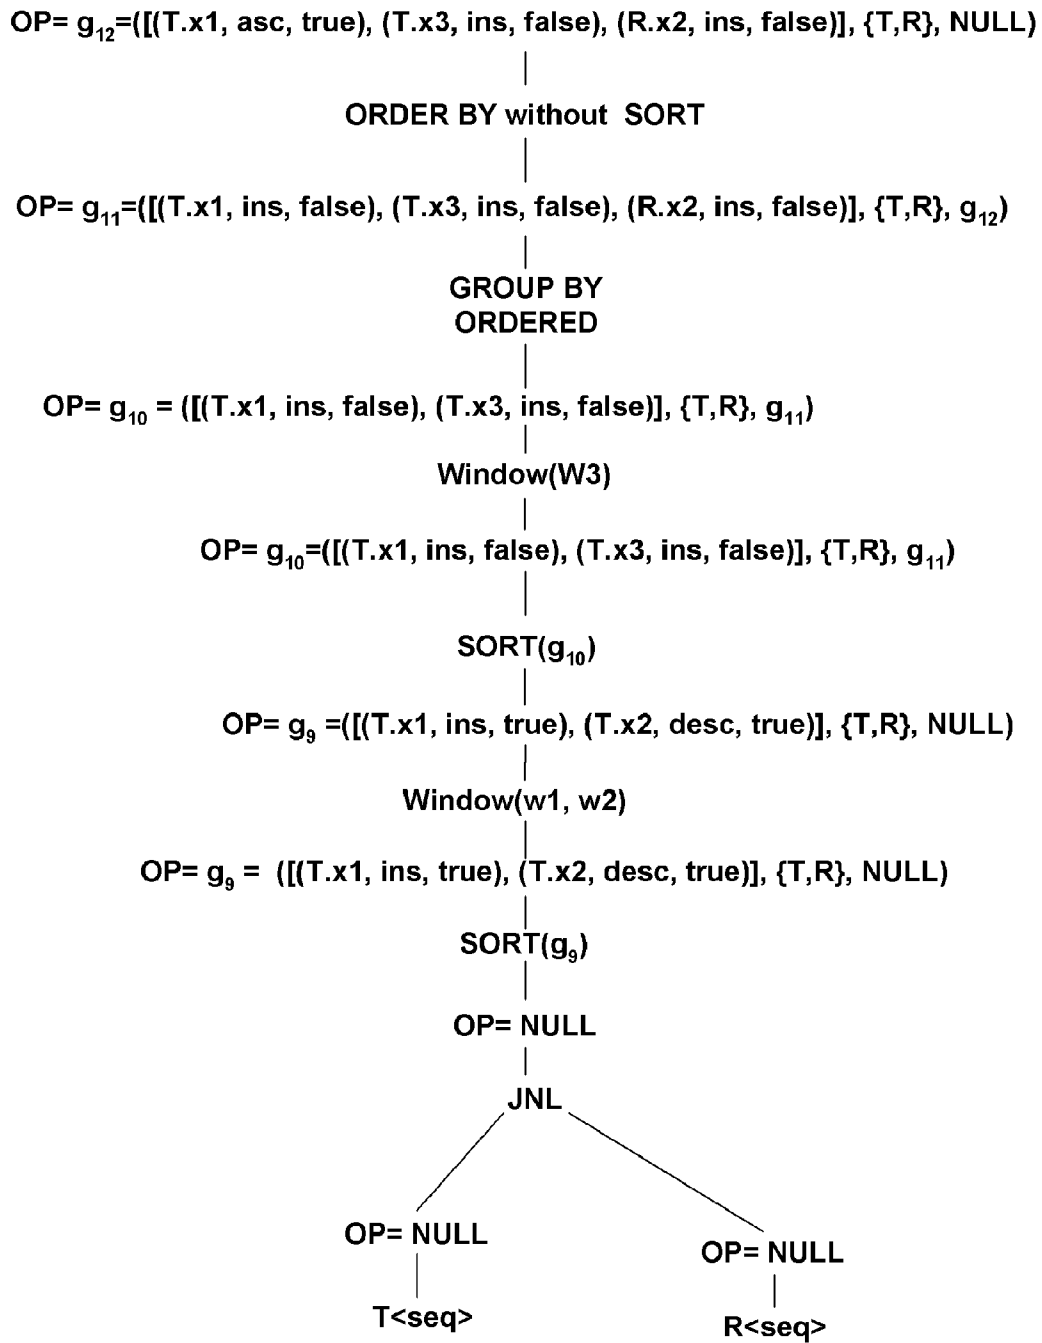 OP= g12=([(T.x1, asc, true), (T.x3, ins, false), (R.x2, ins, false)], {T,R}, NULL)
ORDER BY without SORT
OP= g11=([(T.x1, ins, false), (T.x3, ins, false), (R.x2, ins, false)], {T,R}, g12)
GROUP BY
ORDERED
OP= g10 = ([(T.x1, ins, false), (T.x3, ins, false)], {T,R}, g11)
Window(W3)
OP= g10=([(T.x1, ins, false), (T.x3, ins, false)], {T,R}, g11)
SORT(g10)
OP= g9 =([(T.x1, ins, true), (T.x2, desc, true)], {T,R}, NULL)
Window(w1, w2)
OP= g9 = ([(T.x1, ins, true), (T.x2, desc, true)], {T,R}, NULL)
SORT(g9)
OP= NULL
JNL
OP= NULL
OP= NULL
T<seq>
R<seq>